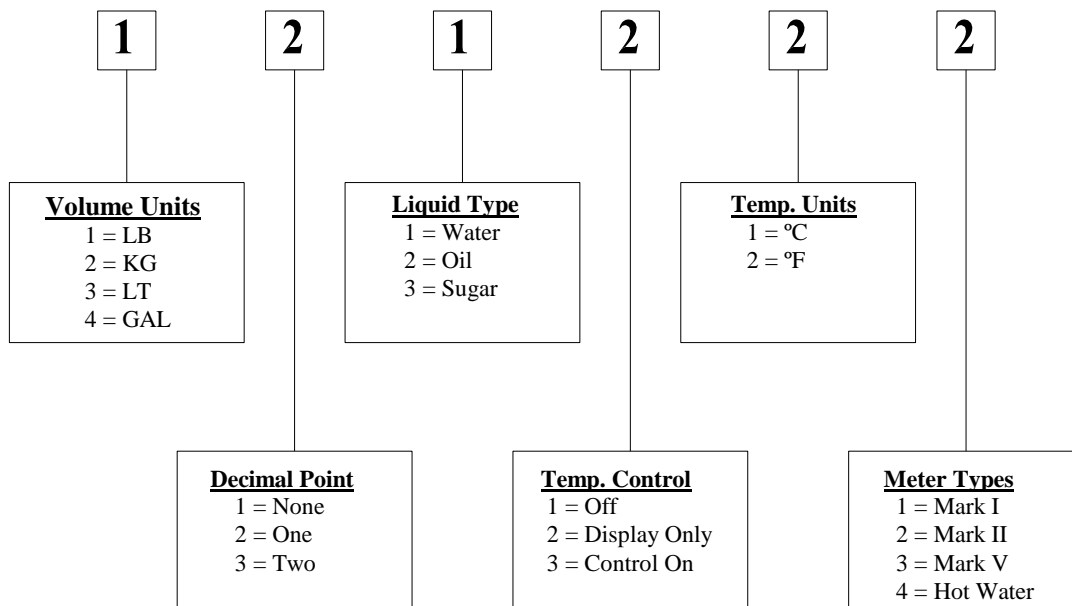 1 2 1 2 2 2
Volume Units
1 = LB
2 = KG
3 = LT
4 = GAL
Liquid Type
1 = Water
2 = Oil
3 = Sugar
Temp. Units
1 = ºC
2 = ºF
Decimal Point
1 = None
2 = One
3 = Two
Temp. Control
1 = Off
2 = Display Only
3 = Control On
Meter Types
1 = Mark I
2 = Mark II
3 = Mark V
4 = Hot Water